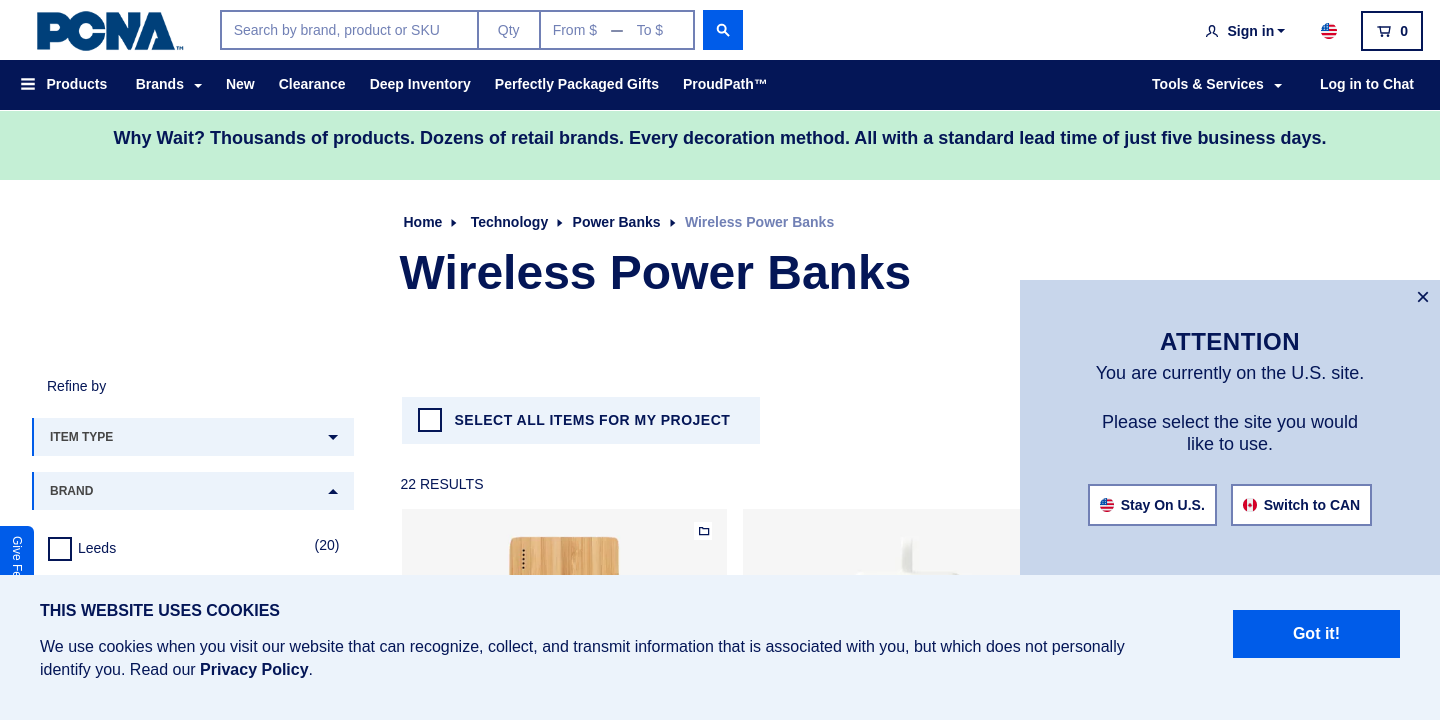 PCNA™
Search by brand, product or SKU
Qty
From $ — To $
Sign in
0
Products
Brands
New
Clearance
Deep Inventory
Perfectly Packaged Gifts
ProudPath™
Tools & Services
Log in to Chat
Why Wait? Thousands of products. Dozens of retail brands. Every decoration method. All with a standard lead time of just five business days.
Home
Technology
Power Banks
Wireless Power Banks
Wireless Power Banks
ATTENTION
You are currently on the U.S. site.
Please select the site you would
like to use.
Stay On U.S.
Switch to CAN
Refine by
ITEM TYPE
BRAND
Leeds
(20)
SELECT ALL ITEMS FOR MY PROJECT
22 RESULTS
Give Fe
THIS WEBSITE USES COOKIES
We use cookies when you visit our website that can recognize, collect, and transmit information that is associated with you, but which does not personally
identify you. Read our Privacy Policy.
Got it!